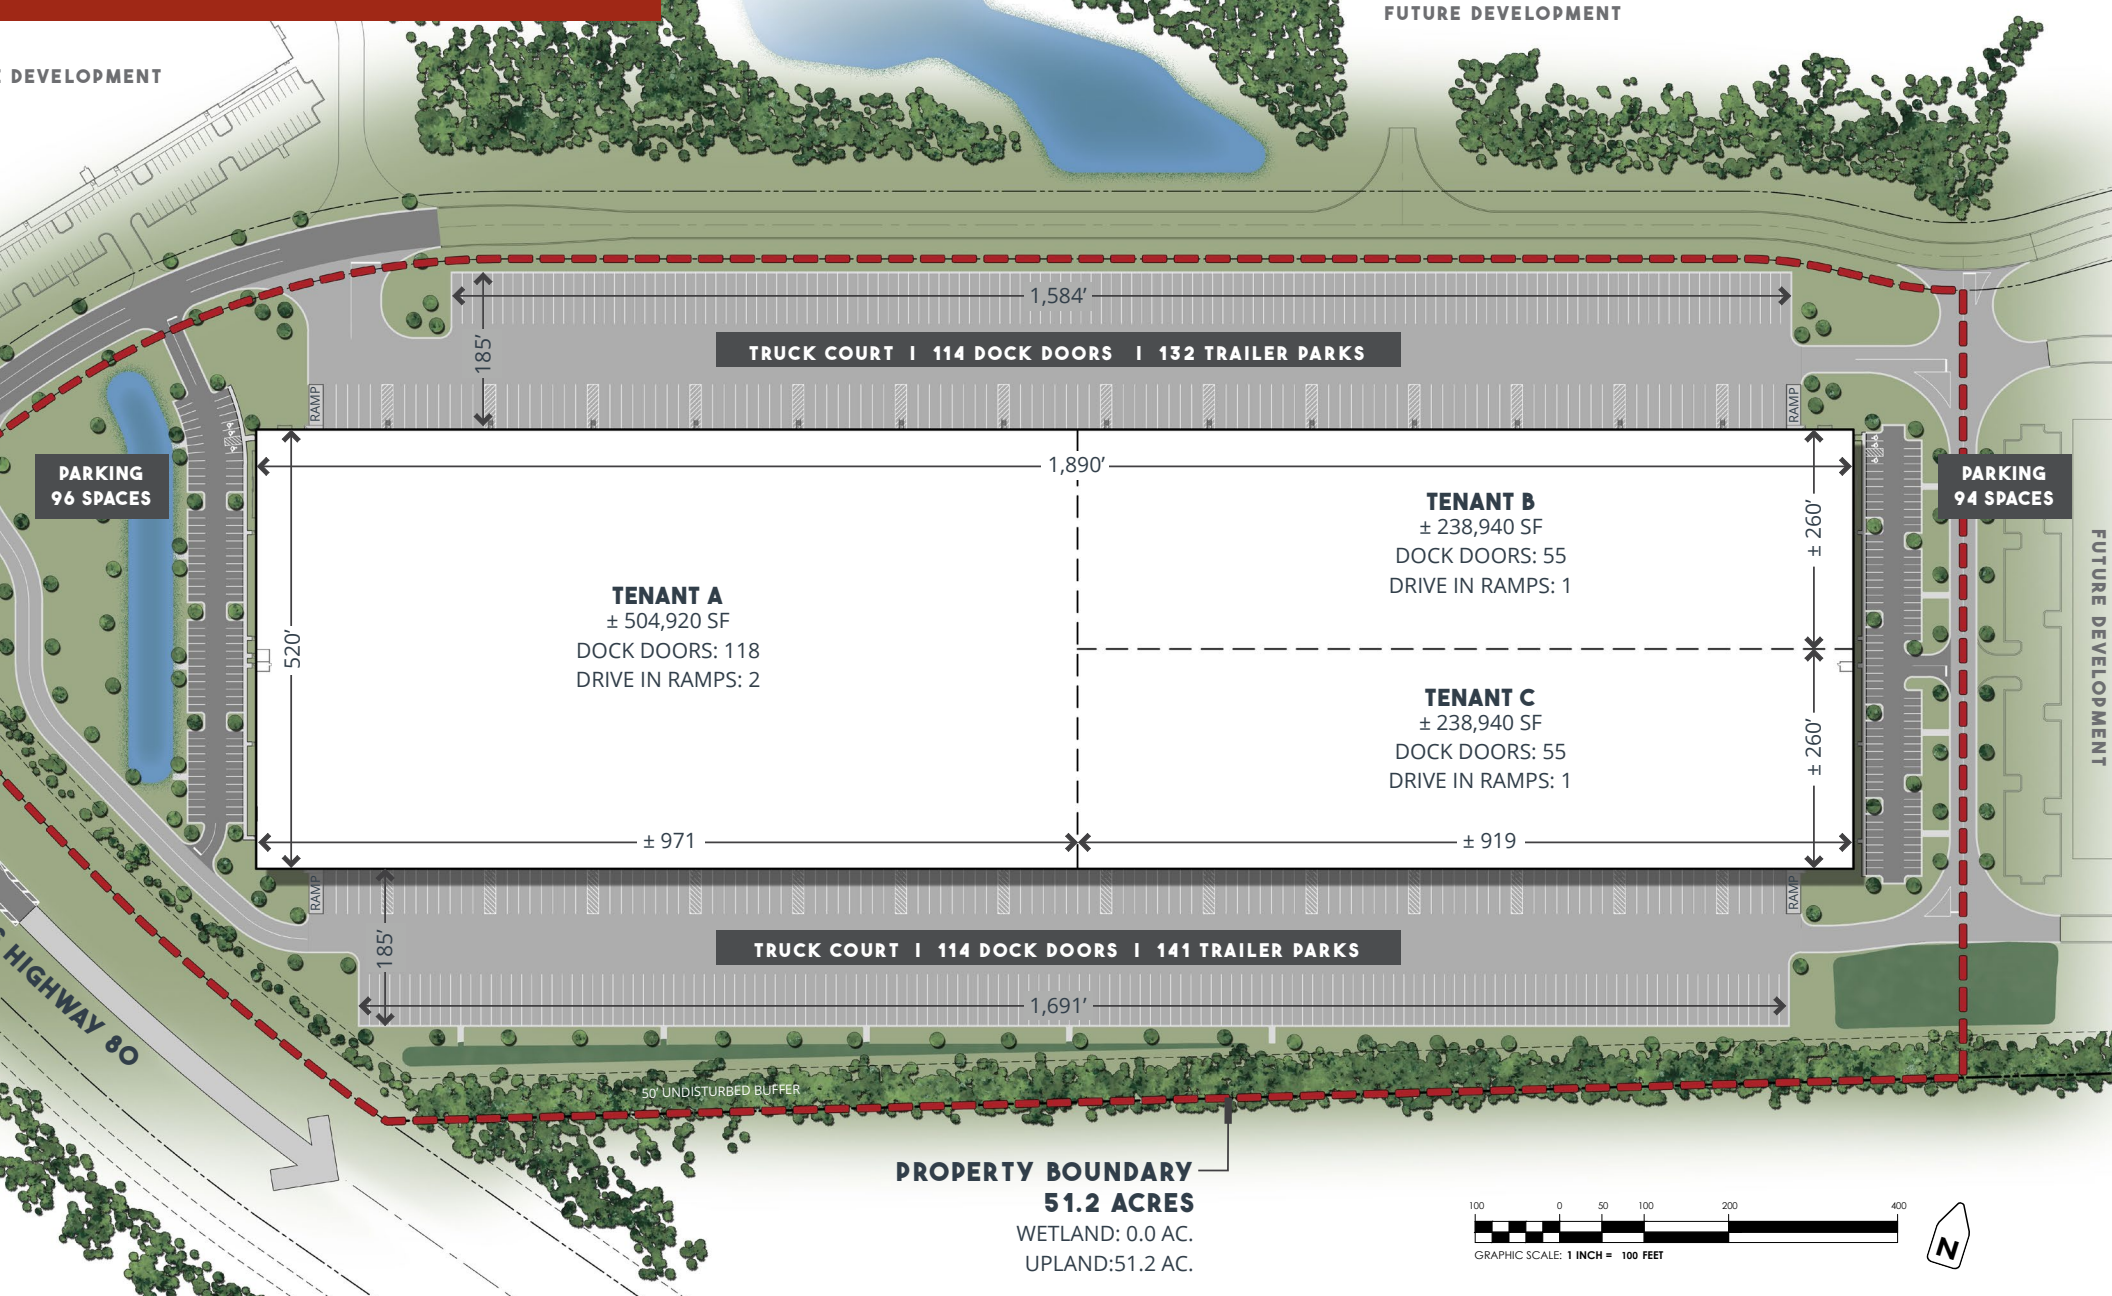 FUTURE DEVELOPMENT
DEVELOPMENT
1,584’
185’
TRUCK COURT | 114 DOCK DOORS | 132 TRAILER PARKS
RAMP
RAMP
PARKING
96 SPACES
1,890’
520’
TENANT A
± 504,920 SF
DOCK DOORS: 118
DRIVE IN RAMPS: 2
TENANT B
± 238,940 SF
DOCK DOORS: 55
DRIVE IN RAMPS: 1
± 260’
PARKING
94 SPACES
FUTURE DEVELOPMENT
TENANT C
± 238,940 SF
DOCK DOORS: 55
DRIVE IN RAMPS: 1
± 260’
± 971
± 919
RAMP
RAMP
185’
TRUCK COURT | 114 DOCK DOORS | 141 TRAILER PARKS
1,691’
HIGHWAY 80
50’ UNDISTURBED BUFFER
PROPERTY BOUNDARY
51.2 ACRES
WETLAND: 0.0 AC.
UPLAND:51.2 AC.
100 0 50 100 200 400
GRAPHIC SCALE: 1 INCH = 100 FEET
N